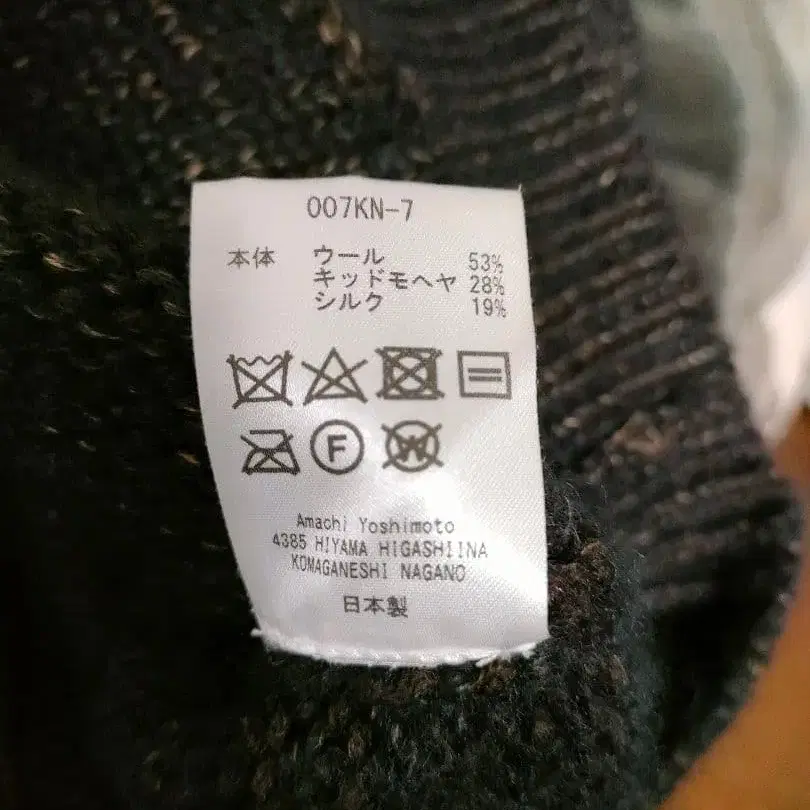 007KN-7
本体 ウール 53%
キッドモヘヤ 28%
シルク 19%
F W
Amachi Yoshimoto
4385 HIYAMA HIGASHIINA
KOMAGANESHI NAGANO
日本製